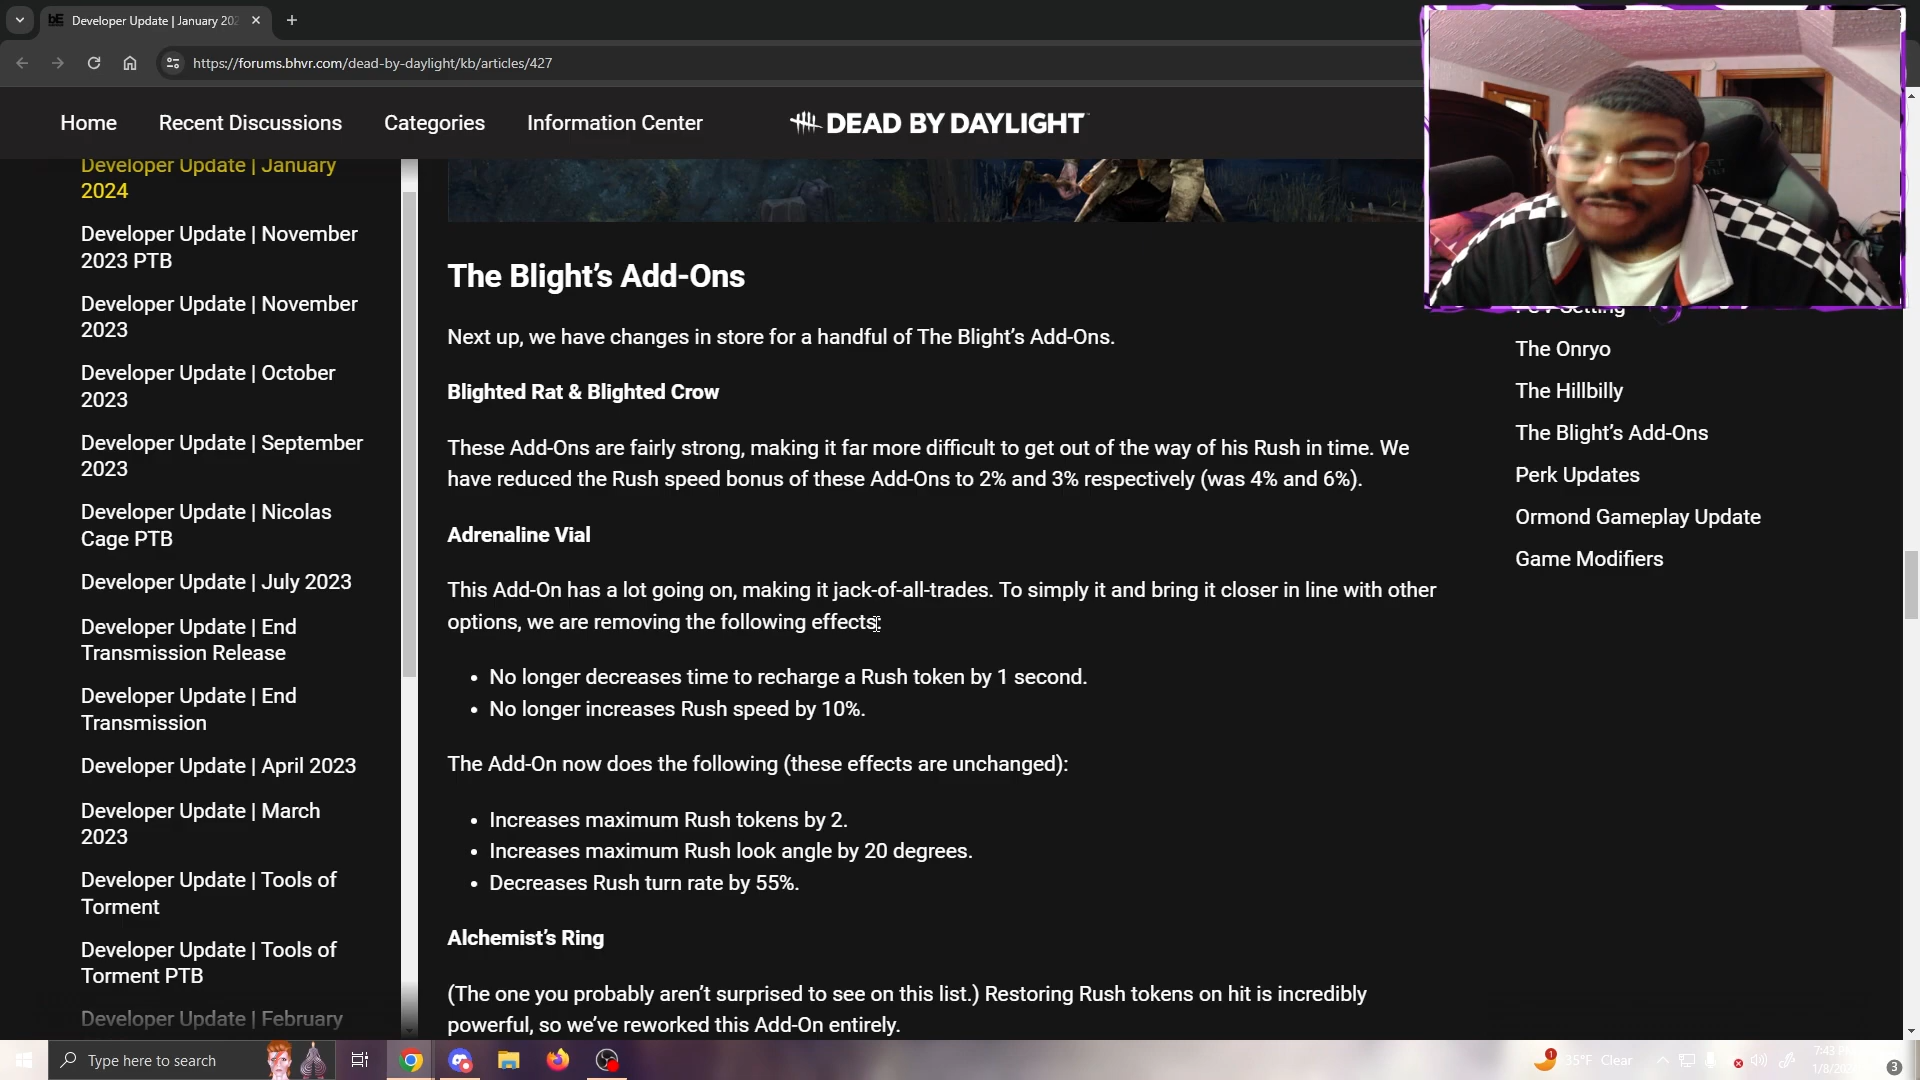 Developer Update | January 202
https://forums.bhvr.com/dead-by-daylight/kb/articles/427
Home
Recent Discussions
Categories
Information Center
DEAD BY DAYLIGHT
Developer Update | January
2024
Developer Update | November
2023 PTB
Developer Update | November
2023
Developer Update | October
2023
Developer Update | September
2023
Developer Update | Nicolas
Cage PTB
Developer Update | July 2023
Developer Update | End
Transmission Release
Developer Update | End
Transmission
Developer Update | April 2023
Developer Update | March
2023
Developer Update | Tools of
Torment
Developer Update | Tools of
Torment PTB
Developer Update | February
The Blight's Add-Ons
Next up, we have changes in store for a handful of The Blight's Add-Ons.
Blighted Rat & Blighted Crow
These Add-Ons are fairly strong, making it far more difficult to get out of the way of his Rush in time. We
have reduced the Rush speed bonus of these Add-Ons to 2% and 3% respectively (was 4% and 6%).
Adrenaline Vial
This Add-On has a lot going on, making it jack-of-all-trades. To simply it and bring it closer in line with other
options, we are removing the following effects:
• No longer decreases time to recharge a Rush token by 1 second.
• No longer increases Rush speed by 10%.
The Add-On now does the following (these effects are unchanged):
• Increases maximum Rush tokens by 2.
• Increases maximum Rush look angle by 20 degrees.
• Decreases Rush turn rate by 55%.
Alchemist's Ring
(The one you probably aren't surprised to see on this list.) Restoring Rush tokens on hit is incredibly
powerful, so we've reworked this Add-On entirely.
Setting
The Onryo
The Hillbilly
The Blight's Add-Ons
Perk Updates
Ormond Gameplay Update
Game Modifiers
Type here to search
1
35°F Clear
3